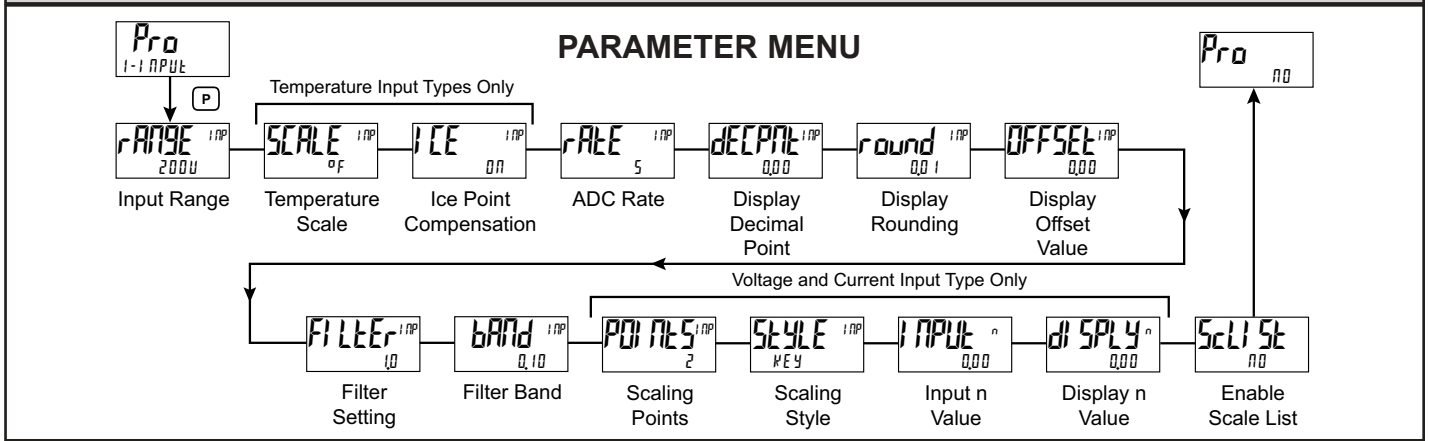 PARAMETER MENU
Pro
1-INPUt
P
Pro
NO
Temperature Input Types Only
rANGE INP
200U
SCALE INP
°F
ICE INP
ON
rAtE INP
5
dECPNt INP
0.00
round INP
0.01
OFFSEt INP
0.00
Input Range
Temperature
Scale
Ice Point
Compensation
ADC Rate
Display
Decimal
Point
Display
Rounding
Display
Offset
Value
Voltage and Current Input Type Only
FILtEr INP
1.0
bANd INP
0.10
POINtS INP
2
StYLE INP
KEY
INPUt n
0.00
dISPLY n
0.00
ScLISt
NO
Filter
Setting
Filter Band
Scaling
Points
Scaling
Style
Input n
Value
Display n
Value
Enable
Scale List